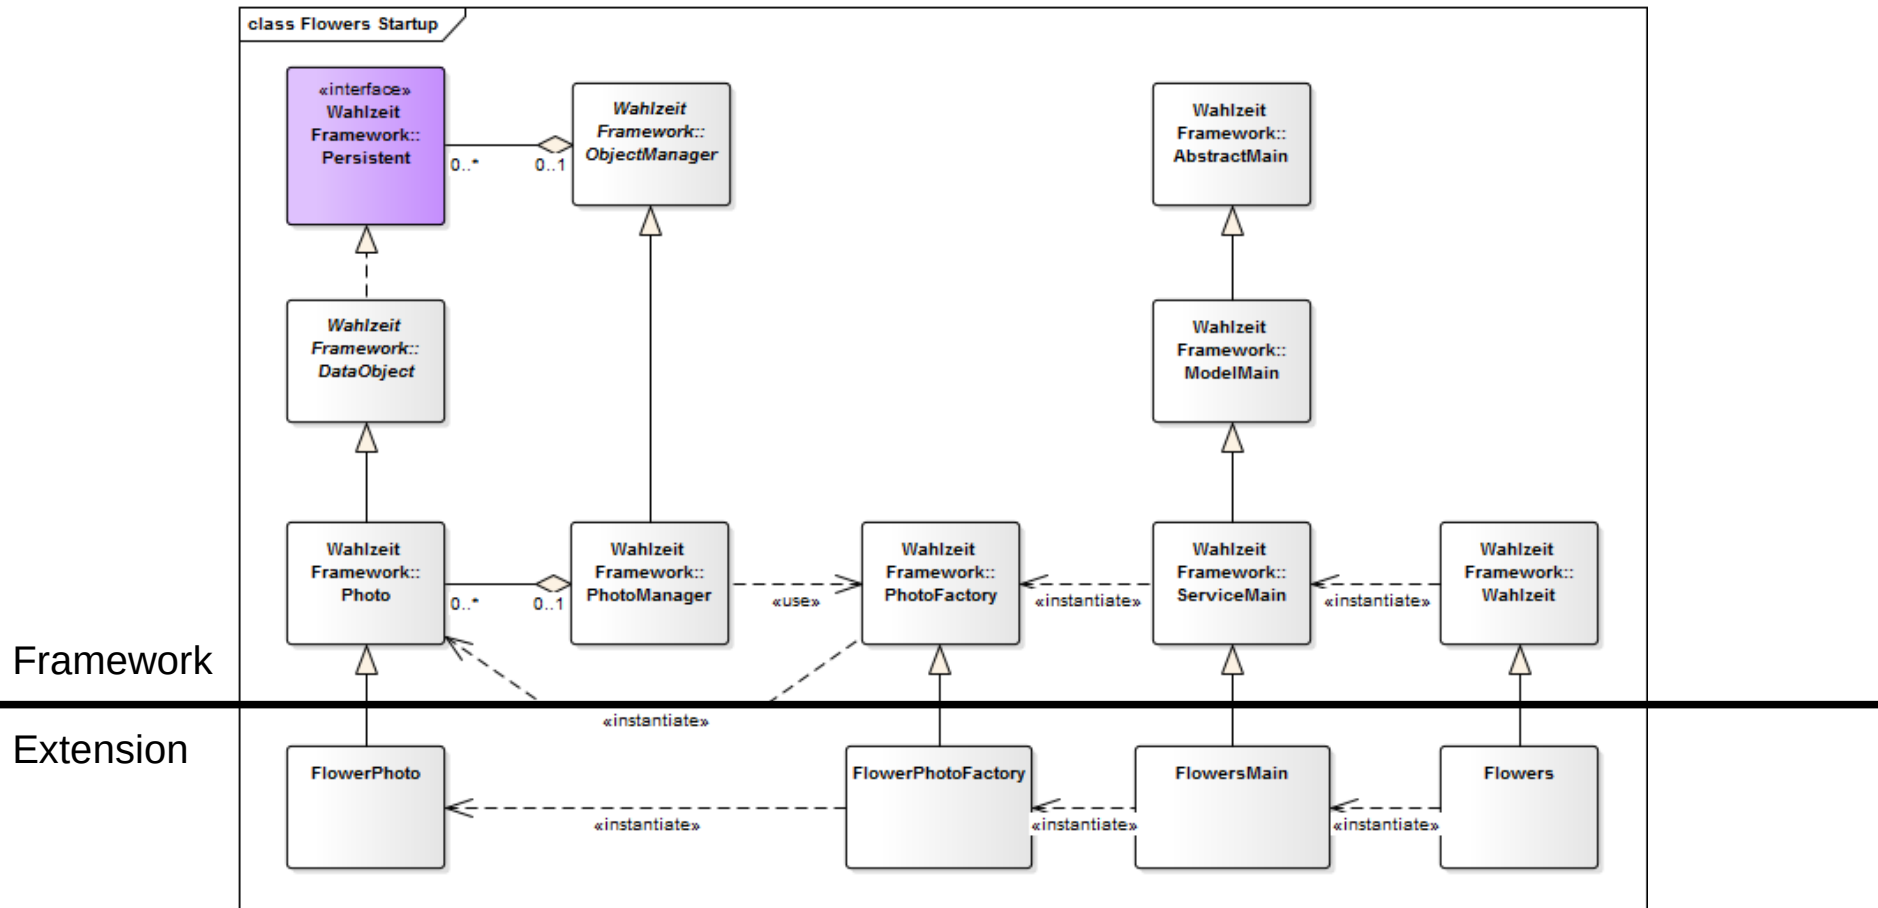 class Flowers Startup
«interface»
Wahlzeit
Framework::
Persistent
0..*
0..1
Wahlzeit
Framework::
ObjectManager
Wahlzeit
Framework::
AbstractMain
Wahlzeit
Framework::
DataObject
Wahlzeit
Framework::
ModelMain
Wahlzeit
Framework::
Photo
0..*
0..1
Wahlzeit
Framework::
PhotoManager
«use»
Wahlzeit
Framework::
PhotoFactory
«instantiate»
Wahlzeit
Framework::
ServiceMain
«instantiate»
Wahlzeit
Framework::
Wahlzeit
Framework
«instantiate»
Extension
FlowerPhoto
«instantiate»
FlowerPhotoFactory
«instantiate»
FlowersMain
«instantiate»
Flowers